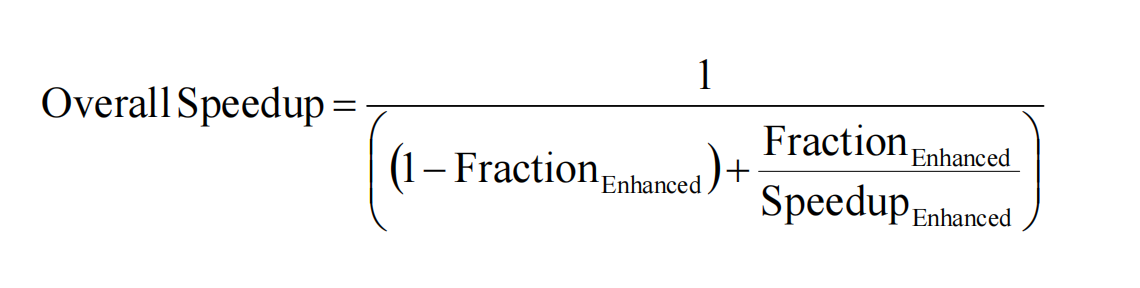 Overall Speedup = 1 / ((1 − Fraction_Enhanced) + Fraction_Enhanced / Speedup_Enhanced)